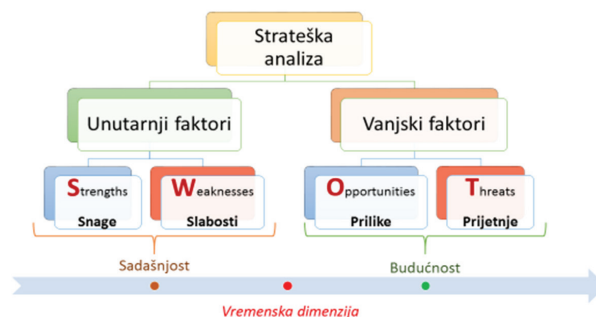 Strateška
analiza
Unutarnji faktori
Vanjski faktori
Strengths
Snage
Weaknesses
Slabosti
Opportunities
Prilike
Threats
Prijetnje
Sadašnjost
Budućnost
Vremenska dimenzija